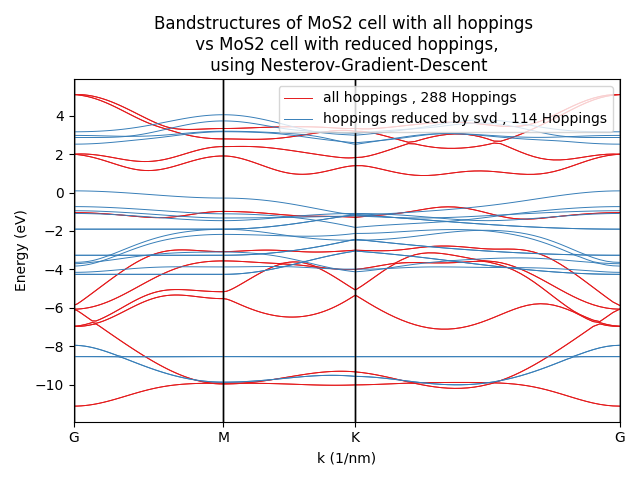 Bandstructures of MoS2 cell with all hoppings
vs MoS2 cell with reduced hoppings,
using Nesterov-Gradient-Descent
all hoppings , 288 Hoppings
hoppings reduced by svd , 114 Hoppings
Energy (eV)
4
2
0
−2
−4
−6
−8
−10
G
M
K
G
k (1/nm)